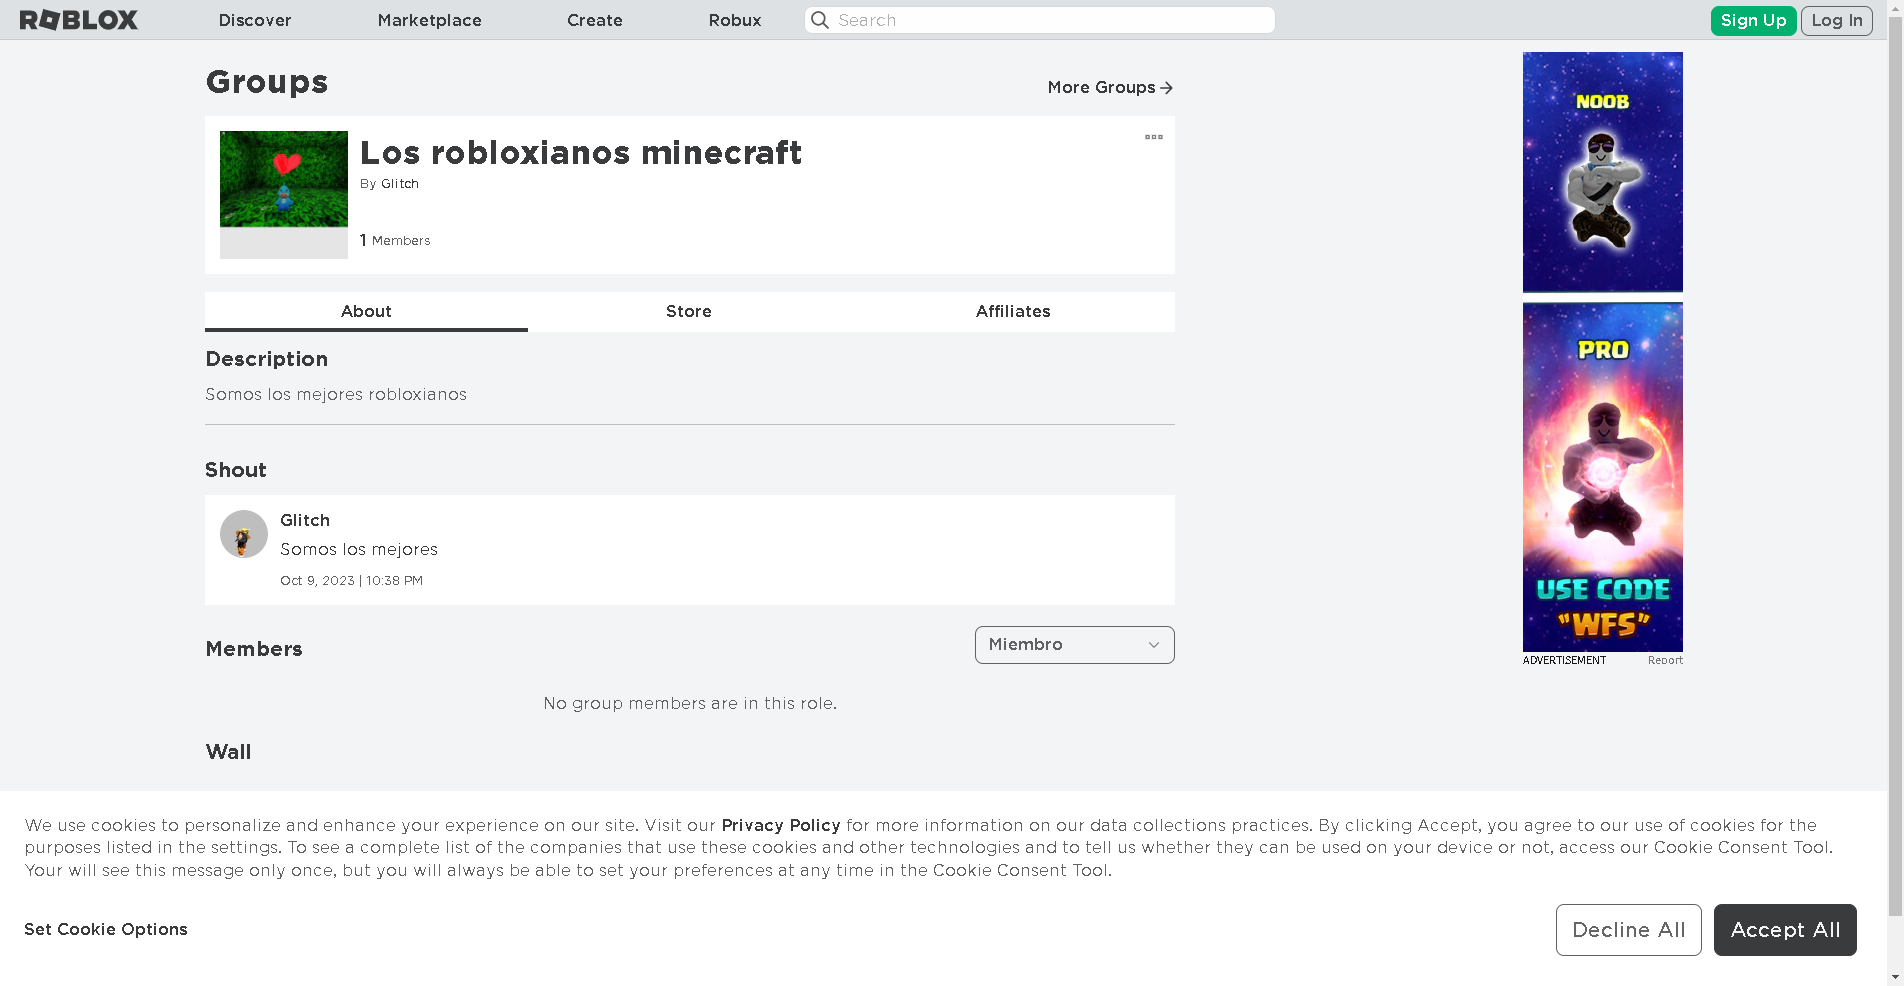 ROBLOX Discover Marketplace Create Robux Search Sign Up Log In
Groups
More Groups
Los robloxianos minecraft
By Glitch
1 Members
About Store Affiliates
Description
Somos los mejores robloxianos
Shout
Glitch
Somos los mejores
Oct 9, 2023 | 10:38 PM
Members
Miembro
No group members are in this role.
Wall
NOOB
PRO
USE CODE
"WFS"
ADVERTISEMENT Report
We use cookies to personalize and enhance your experience on our site. Visit our Privacy Policy for more information on our data collections practices. By clicking Accept, you agree to our use of cookies for the
purposes listed in the settings. To see a complete list of the companies that use these cookies and other technologies and to tell us whether they can be used on your device or not, access our Cookie Consent Tool.
Your will see this message only once, but you will always be able to set your preferences at any time in the Cookie Consent Tool.
Set Cookie Options
Decline All
Accept All